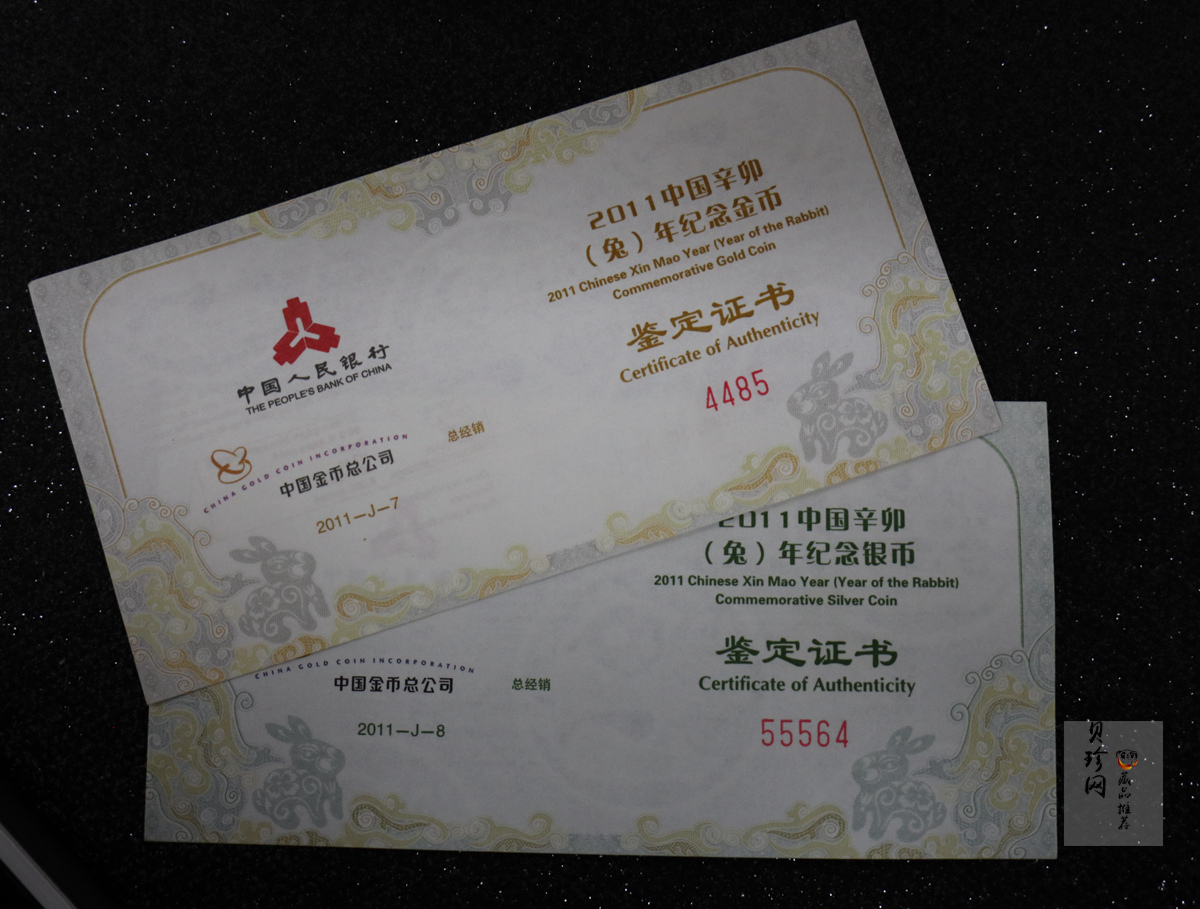 中国人民银行
THE PEOPLE'S BANK OF CHINA
CHINA GOLD COIN INCORPORATION
中国金币总公司
总经销
2011—J—7
2011中国辛卯
（兔）年纪念金币
2011 Chinese Xin Mao Year (Year of the Rabbit)
Commemorative Gold Coin
鉴定证书
Certificate of Authenticity
4485
CHINA GOLD COIN INCORPORATION
中国金币总公司
总经销
2011—J—8
2011中国辛卯
（兔）年纪念银币
2011 Chinese Xin Mao Year (Year of the Rabbit)
Commemorative Silver Coin
鉴定证书
Certificate of Authenticity
55564
贝珍网
藏品推荐